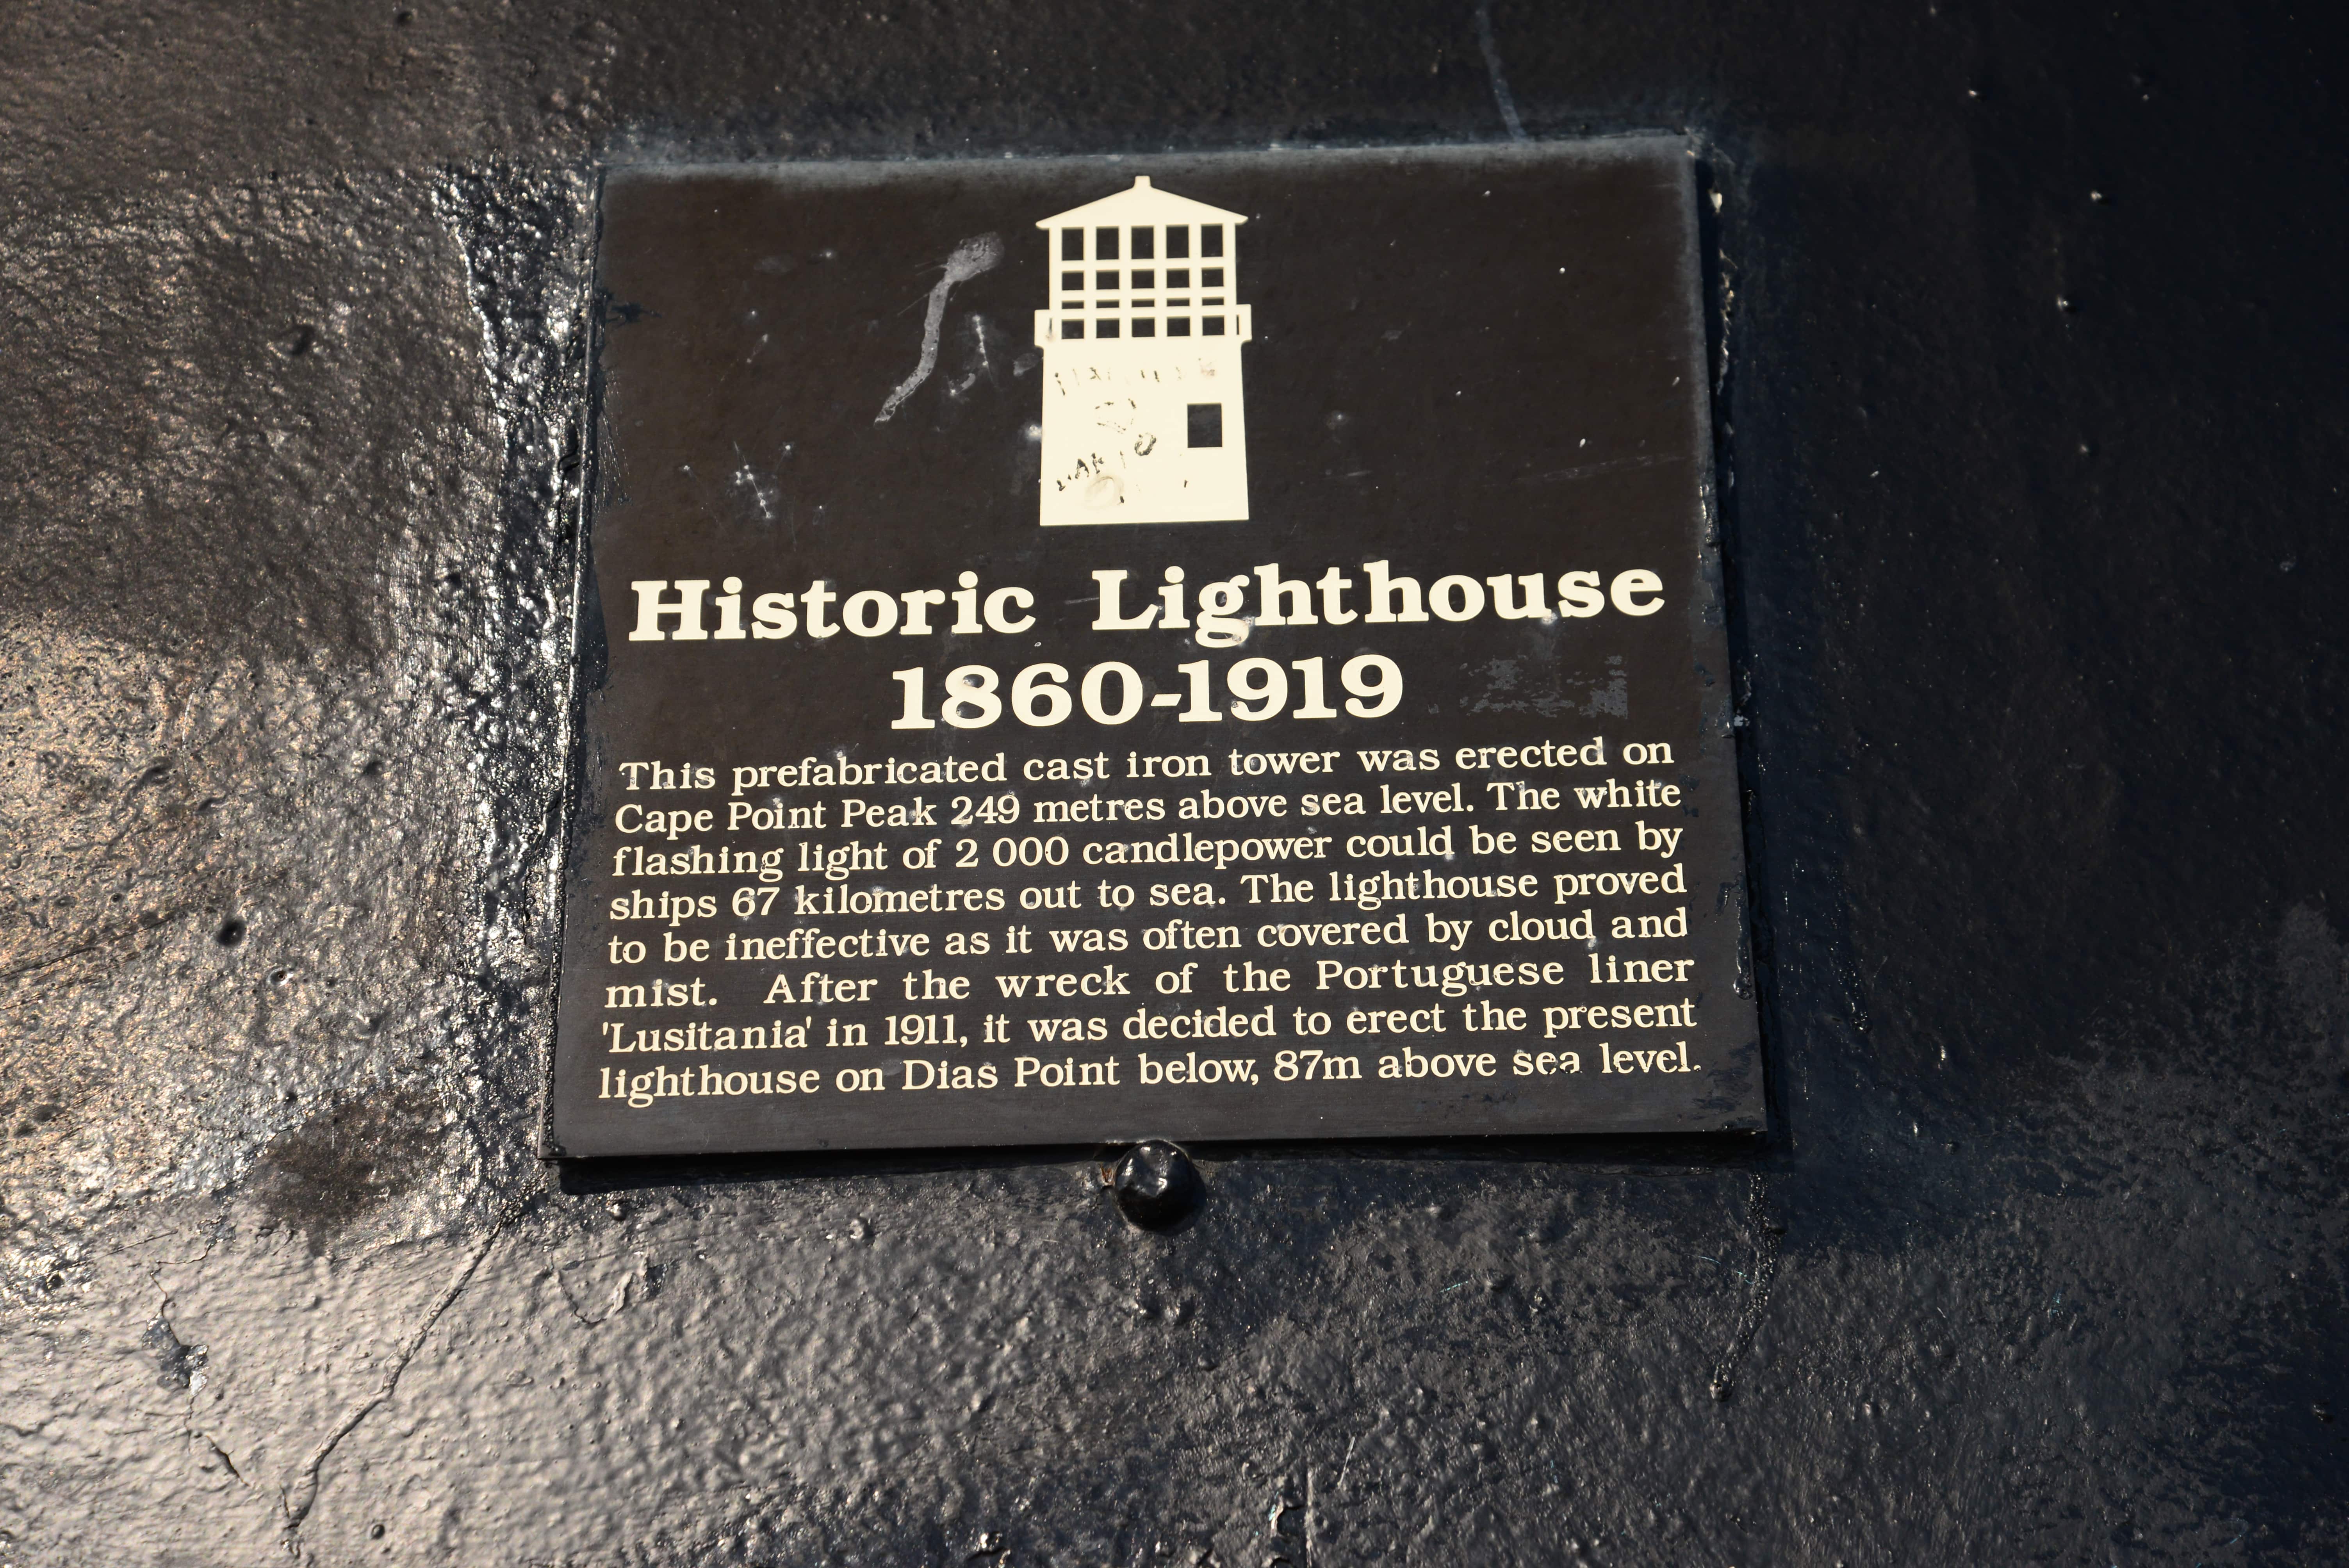 Historic Lighthouse
1860-1919
This prefabricated cast iron tower was erected on
Cape Point Peak 249 metres above sea level. The white
flashing light of 2 000 candlepower could be seen by
ships 67 kilometres out to sea. The lighthouse proved
to be ineffective as it was often covered by cloud and
mist. After the wreck of the Portuguese liner
'Lusitania' in 1911, it was decided to erect the present
lighthouse on Dias Point below, 87m above sea level.